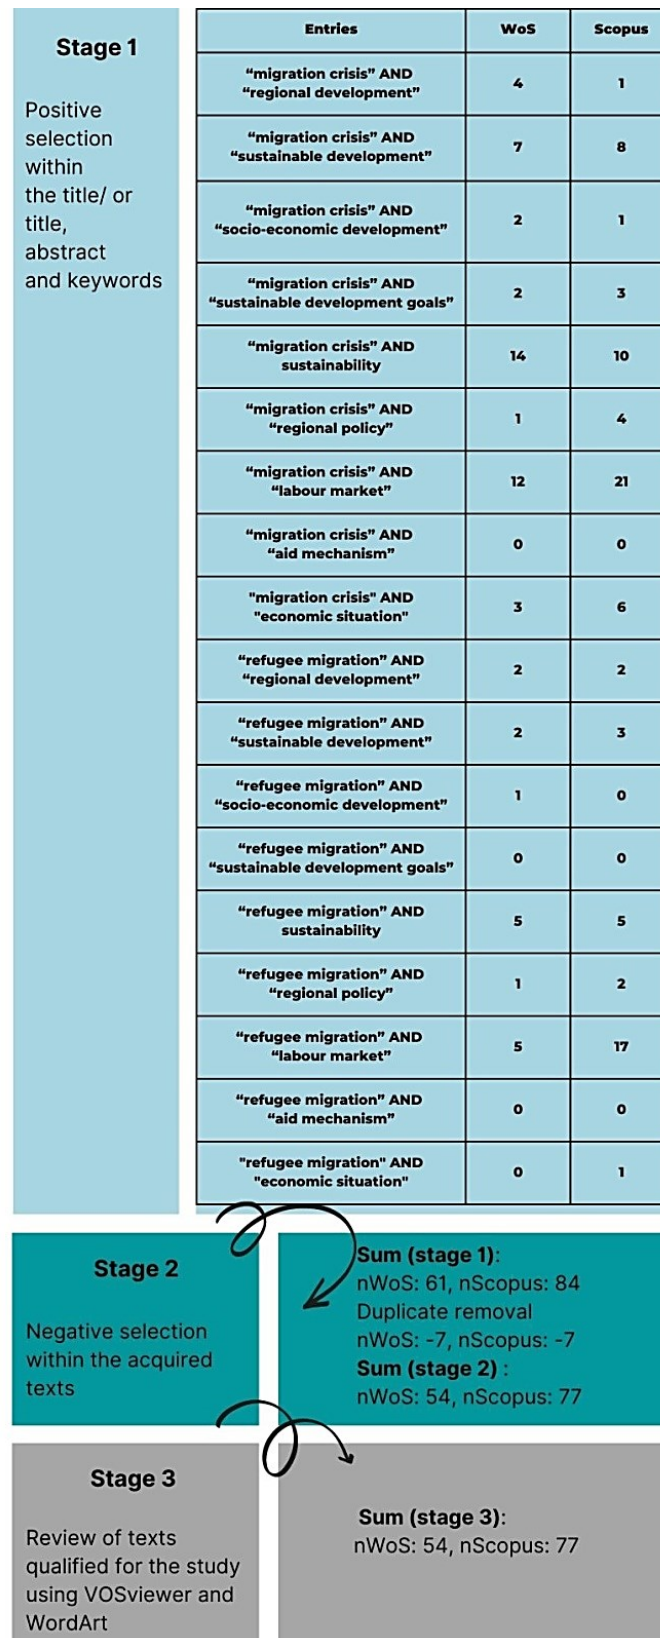 Stage 1
Positive
selection
within
the title/ or
title,
abstract
and keywords
Entries WoS Scopus
“migration crisis” AND
“regional development” 4 1
“migration crisis” AND
“sustainable development” 7 8
“migration crisis” AND
“socio-economic development” 2 1
“migration crisis” AND
“sustainable development goals” 2 3
“migration crisis” AND
sustainability 14 10
“migration crisis” AND
“regional policy” 1 4
“migration crisis” AND
“labour market” 12 21
“migration crisis” AND
“aid mechanism” 0 0
"migration crisis" AND
"economic situation" 3 6
“refugee migration” AND
“regional development” 2 2
“refugee migration” AND
“sustainable development” 2 3
“refugee migration” AND
“socio-economic development” 1 0
“refugee migration” AND
“sustainable development goals” 0 0
“refugee migration” AND
sustainability 5 5
“refugee migration” AND
“regional policy” 1 2
“refugee migration” AND
“labour market” 5 17
“refugee migration” AND
“aid mechanism” 0 0
"refugee migration" AND
"economic situation" 0 1
Stage 2
Negative selection
within the acquired
texts
Sum (stage 1):
nWoS: 61, nScopus: 84
Duplicate removal
nWoS: -7, nScopus: -7
Sum (stage 2) :
nWoS: 54, nScopus: 77
Stage 3
Review of texts
qualified for the study
using VOSviewer and
WordArt
Sum (stage 3):
nWoS: 54, nScopus: 77